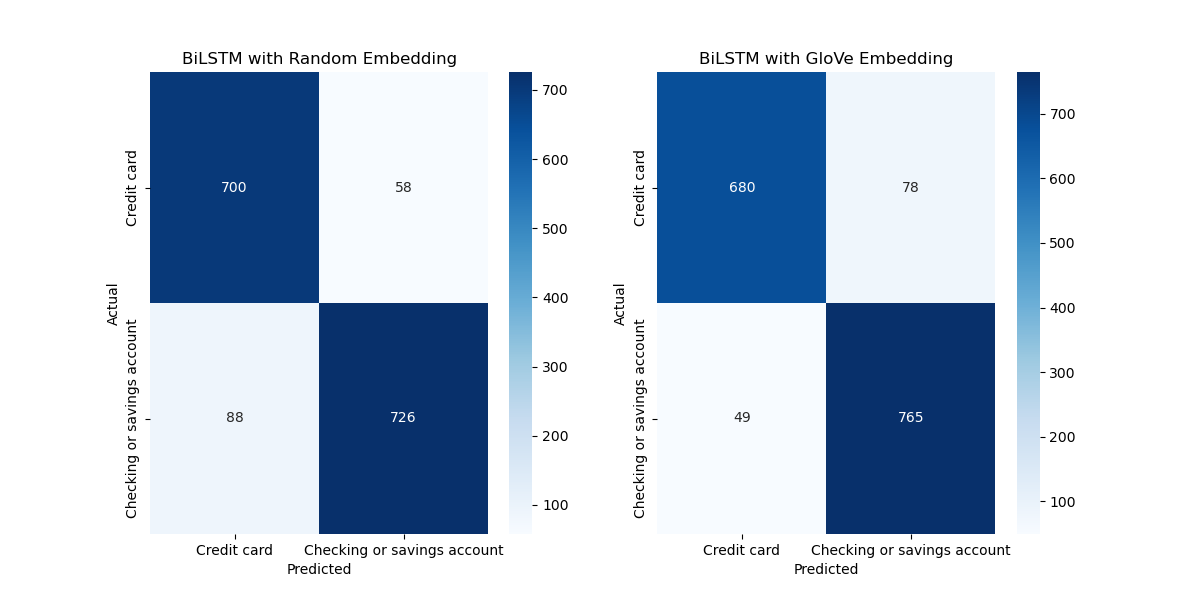 BiLSTM with Random Embedding
Actual
Credit card
Checking or savings account
700
58
88
726
Credit card
Checking or savings account
Predicted
700
600
500
400
300
200
100
BiLSTM with GloVe Embedding
Actual
Credit card
Checking or savings account
680
78
49
765
Credit card
Checking or savings account
Predicted
700
600
500
400
300
200
100